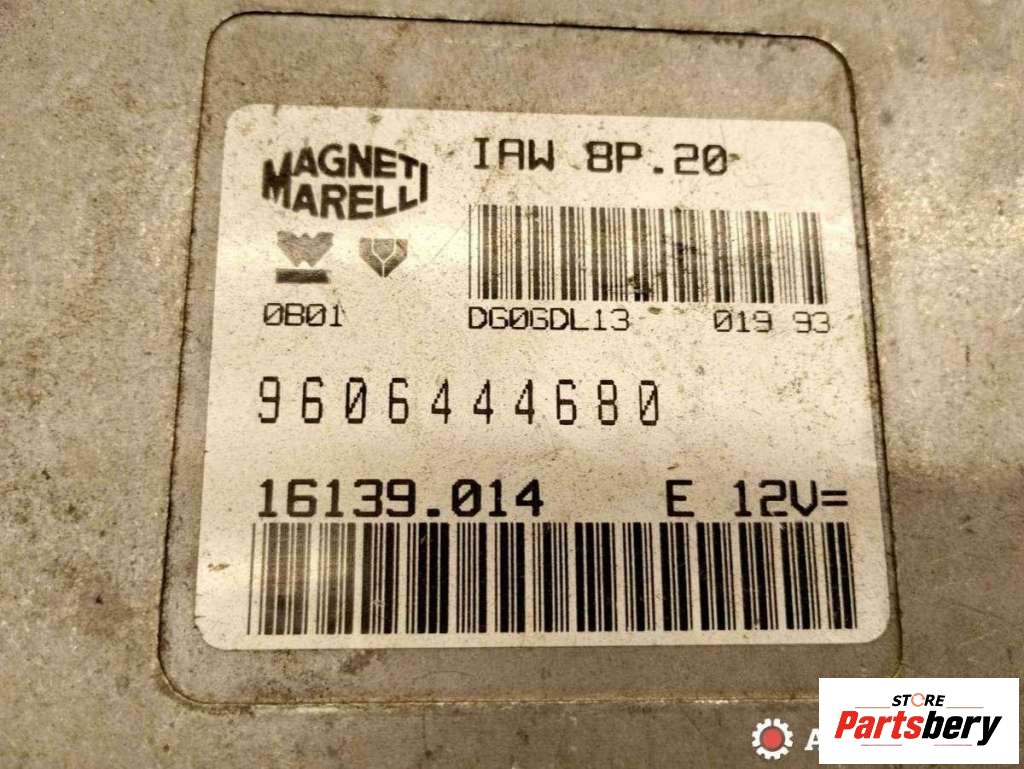 MAGNETI
MARELLI
IAW 8P.20
0B01
DG0GDL13 019 93
9606444680
16139.014 E 12V=
STORE
Partsbery